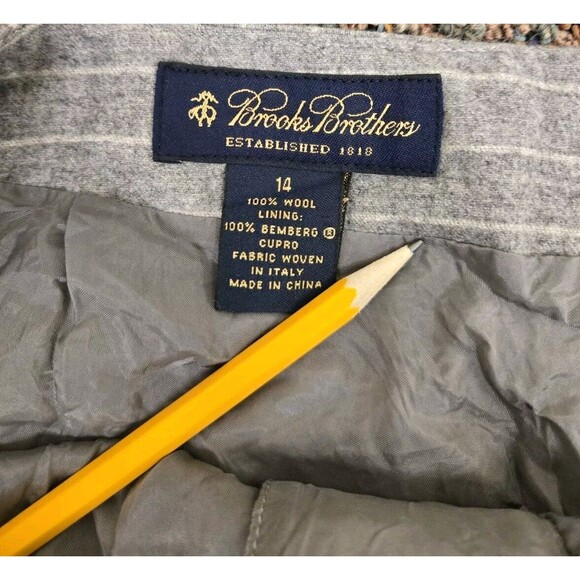 Brooks Brothers
ESTABLISHED 1818
14
100% WOOL
LINING:
100% BEMBERG ®
CUPRO
FABRIC WOVEN
IN ITALY
MADE IN CHINA